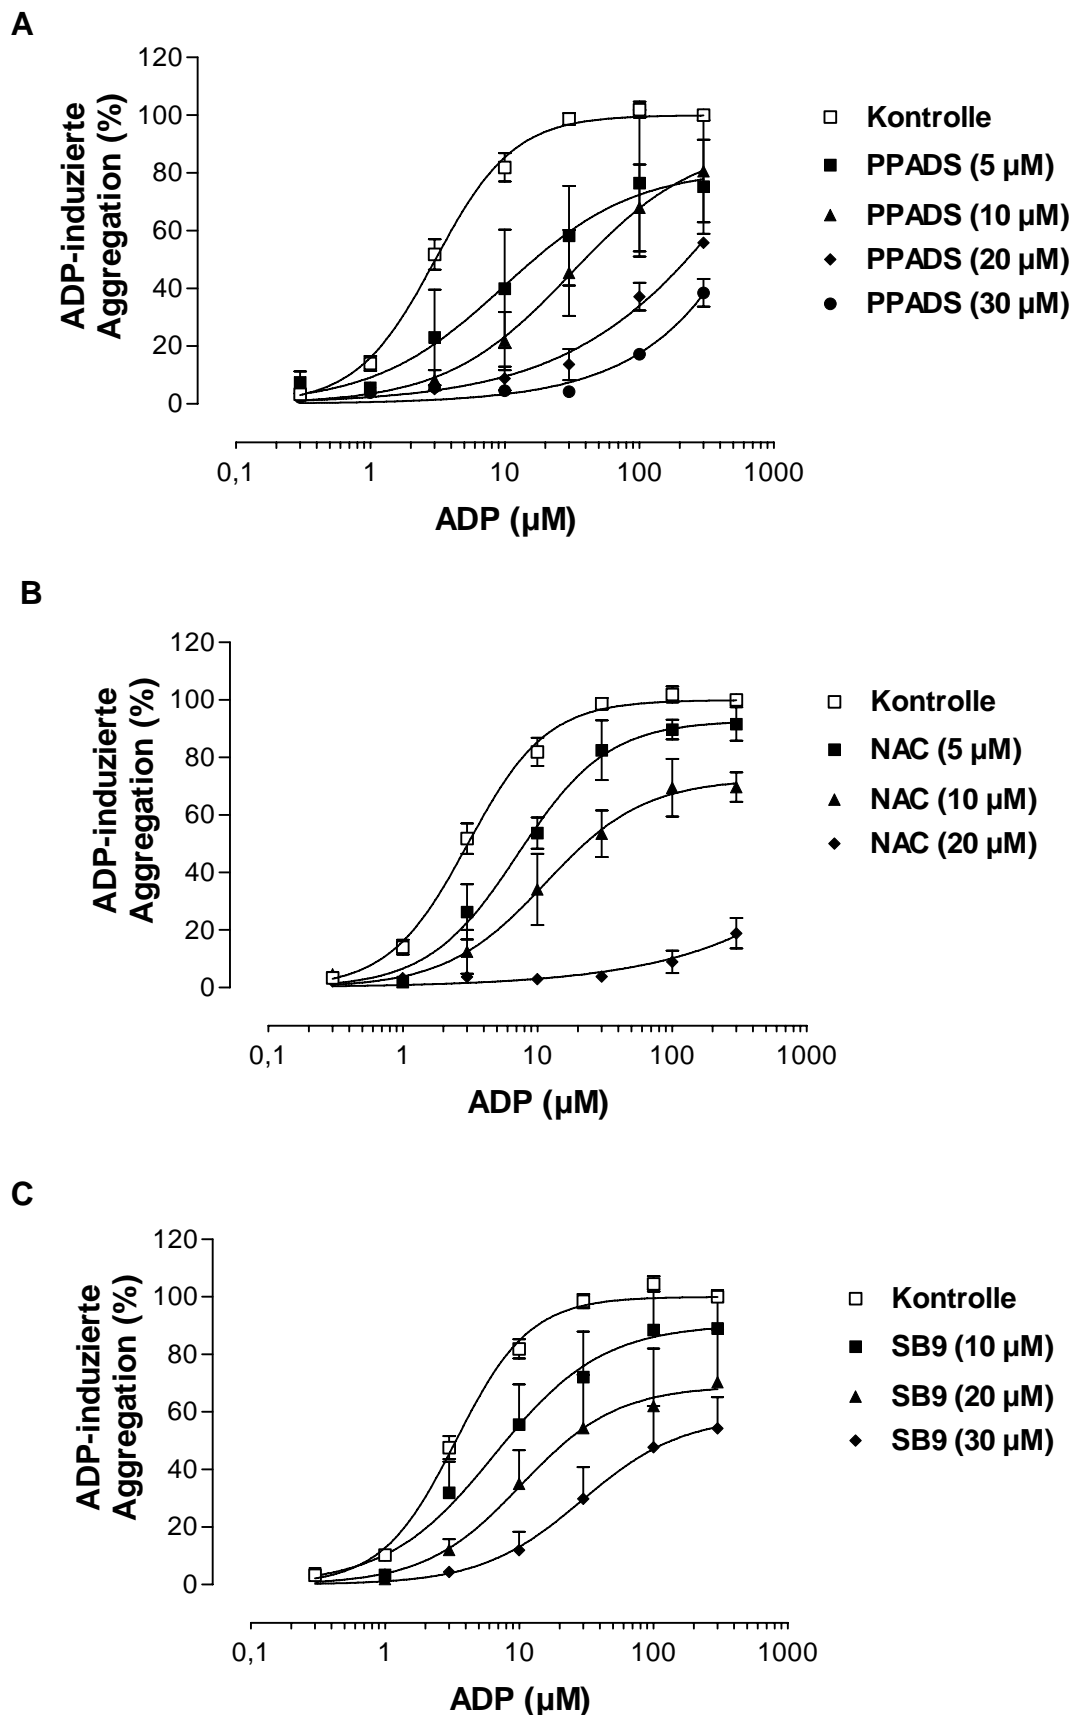 A
ADP-induzierte
Aggregation (%)
120
100
80
60
40
20
0
0,1
1
10
100
1000
ADP (µM)
Kontrolle
PPADS (5 µM)
PPADS (10 µM)
PPADS (20 µM)
PPADS (30 µM)
B
ADP-induzierte
Aggregation (%)
120
100
80
60
40
20
0
0,1
1
10
100
1000
ADP (µM)
Kontrolle
NAC (5 µM)
NAC (10 µM)
NAC (20 µM)
C
ADP-induzierte
Aggregation (%)
120
100
80
60
40
20
0
0,1
1
10
100
1000
ADP (µM)
Kontrolle
SB9 (10 µM)
SB9 (20 µM)
SB9 (30 µM)